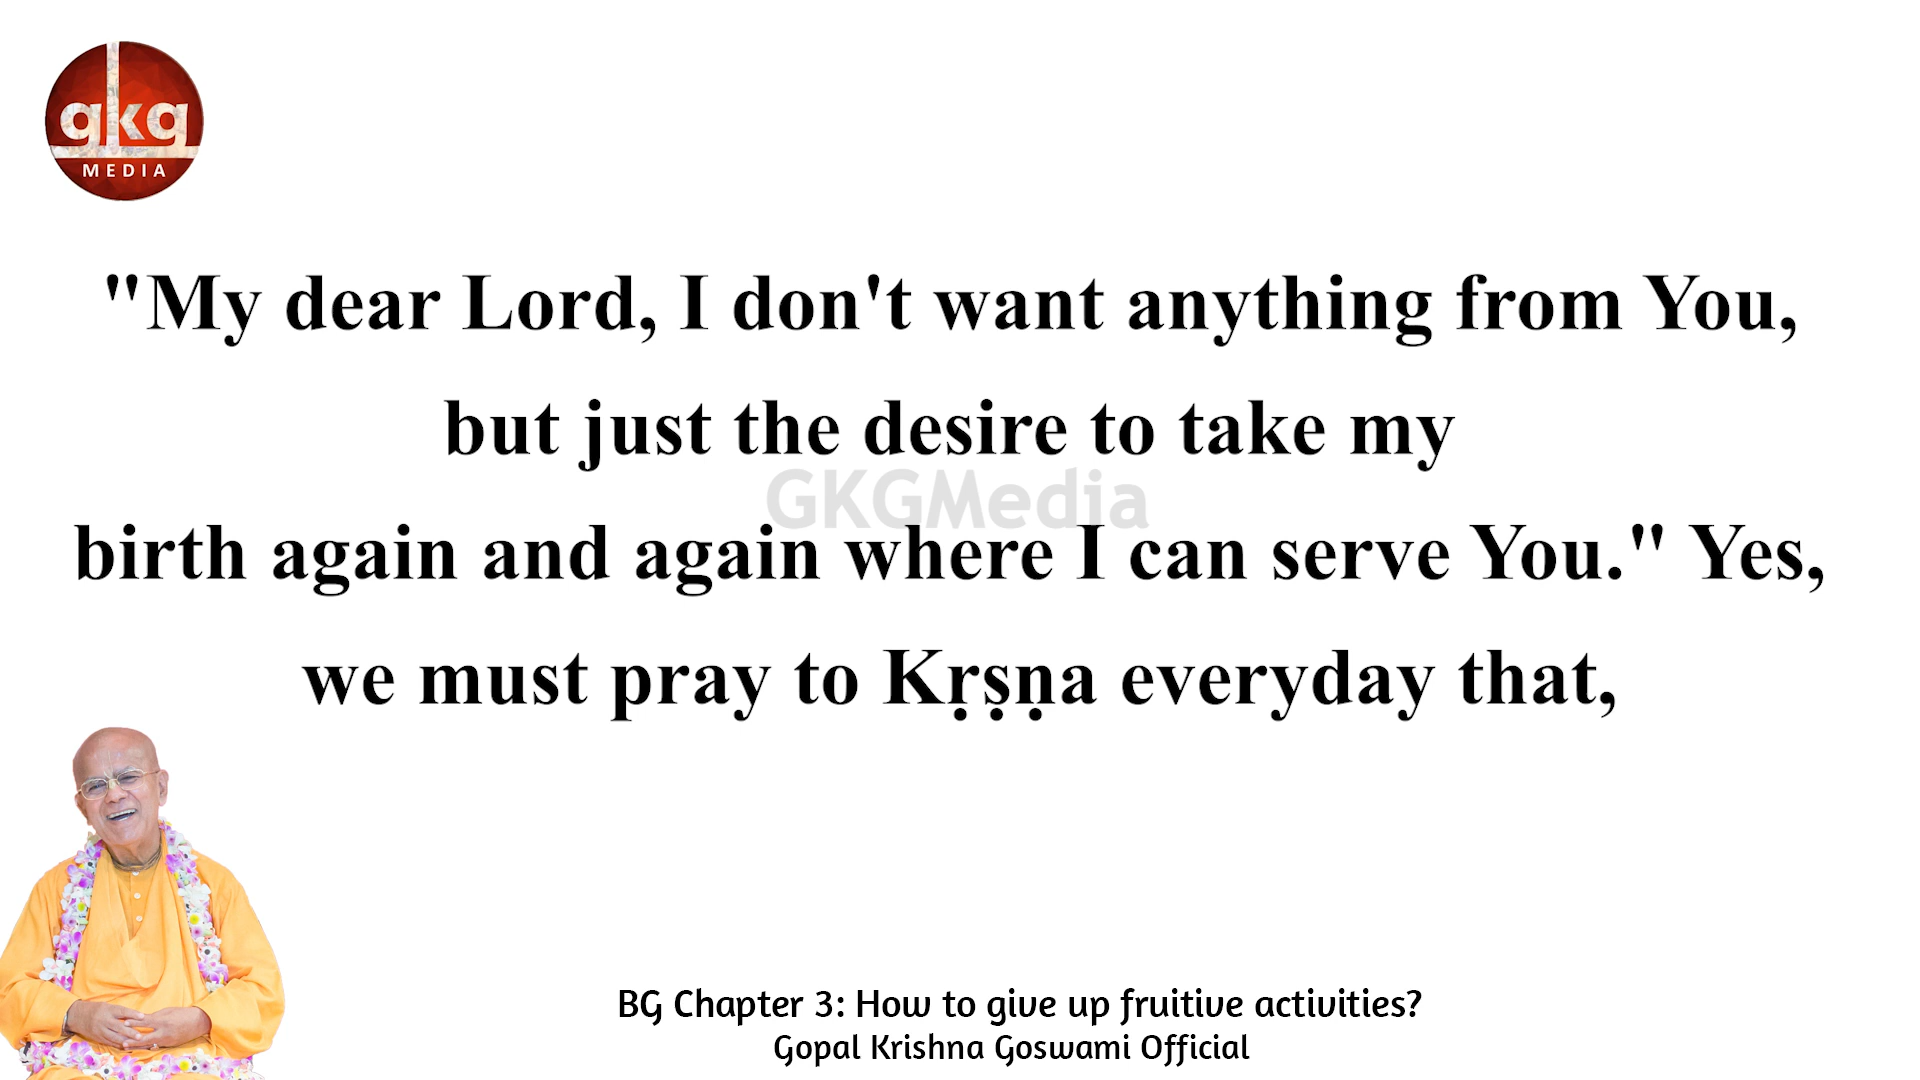 gkg
MEDIA
"My dear Lord, I don't want anything from You,
but just the desire to take my
GKGMedia
birth again and again where I can serve You." Yes,
we must pray to Kṛṣṇa everyday that,
BG Chapter 3: How to give up fruitive activities?
Gopal Krishna Goswami Official